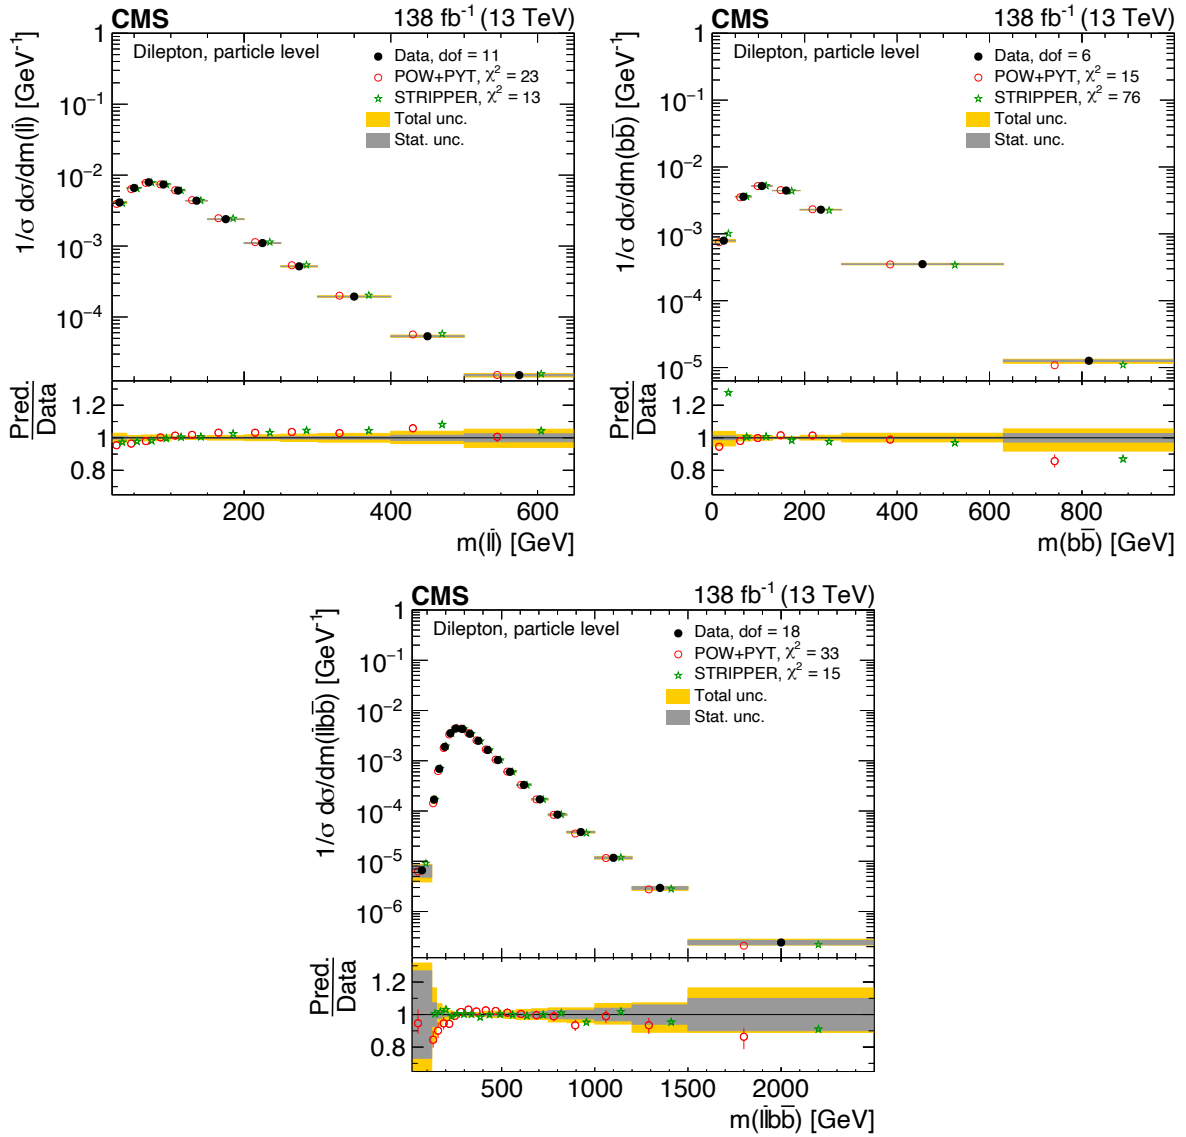 CMS 138 fb⁻¹ (13 TeV)
Dilepton, particle level
Data, dof = 11
POW+PYT, χ² = 23
STRIPPER, χ² = 13
Total unc.
Stat. unc.
1/σ dσ/dm(ll̄) [GeV⁻¹]
1
10⁻¹
10⁻²
10⁻³
10⁻⁴
Pred.
Data
1.2
1
0.8
200 400 600
m(ll̄) [GeV]
CMS 138 fb⁻¹ (13 TeV)
Dilepton, particle level
Data, dof = 6
POW+PYT, χ² = 15
STRIPPER, χ² = 76
Total unc.
Stat. unc.
1/σ dσ/dm(bb̄) [GeV⁻¹]
1
10⁻¹
10⁻²
10⁻³
10⁻⁴
10⁻⁵
Pred.
Data
1.2
1
0.8
0 200 400 600 800
m(bb̄) [GeV]
CMS 138 fb⁻¹ (13 TeV)
Dilepton, particle level
Data, dof = 18
POW+PYT, χ² = 33
STRIPPER, χ² = 15
Total unc.
Stat. unc.
1/σ dσ/dm(ll̄bb̄) [GeV⁻¹]
1
10⁻¹
10⁻²
10⁻³
10⁻⁴
10⁻⁵
10⁻⁶
Pred.
Data
1.2
1
0.8
500 1000 1500 2000
m(ll̄bb̄) [GeV]